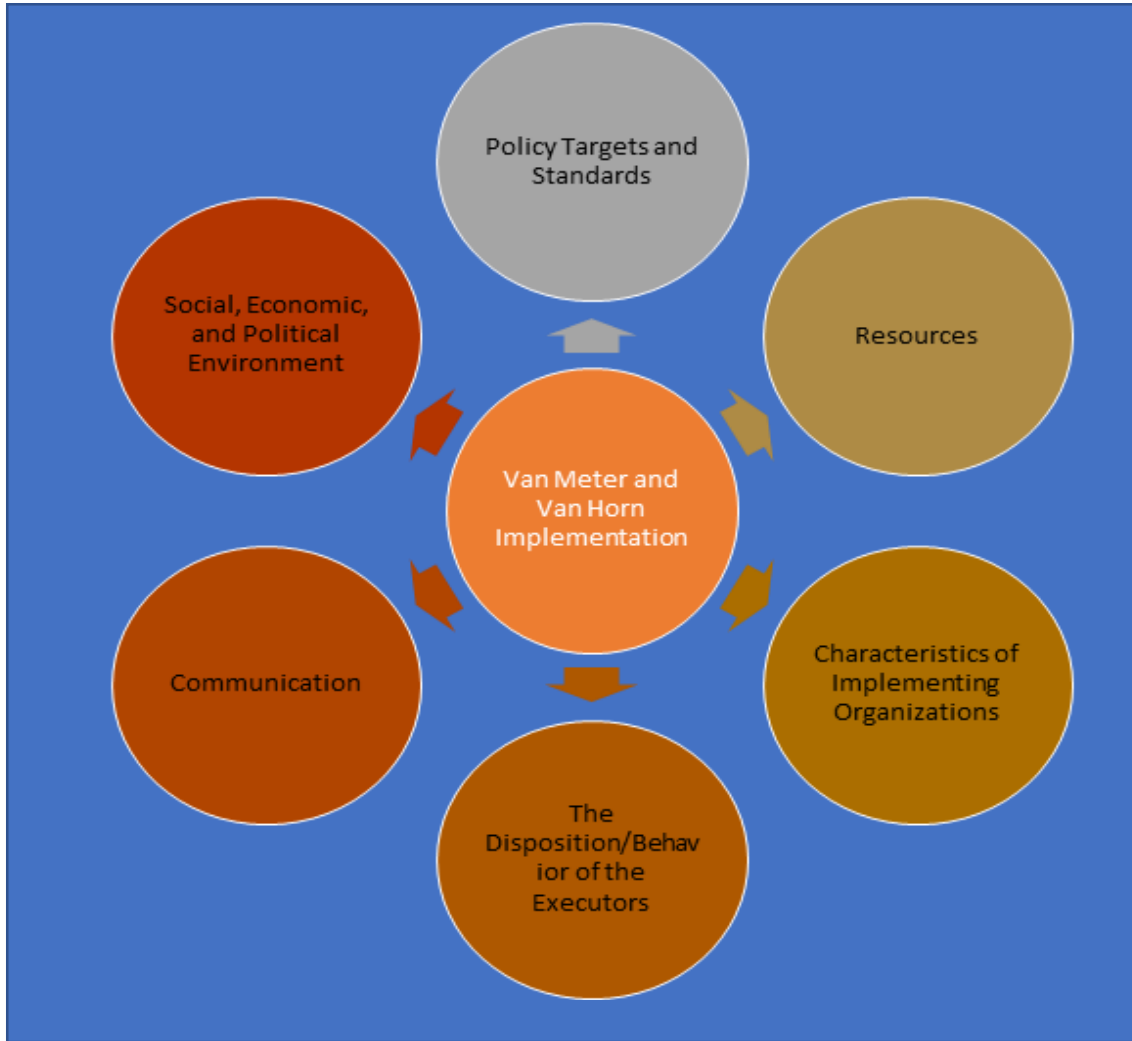 Policy Targets and
Standards
Social, Economic,
and Political
Environment
Resources
Van Meter and
Van Horn
Implementation
Communication
Characteristics of
Implementing
Organizations
The
Disposition/Behav
ior of the
Executors